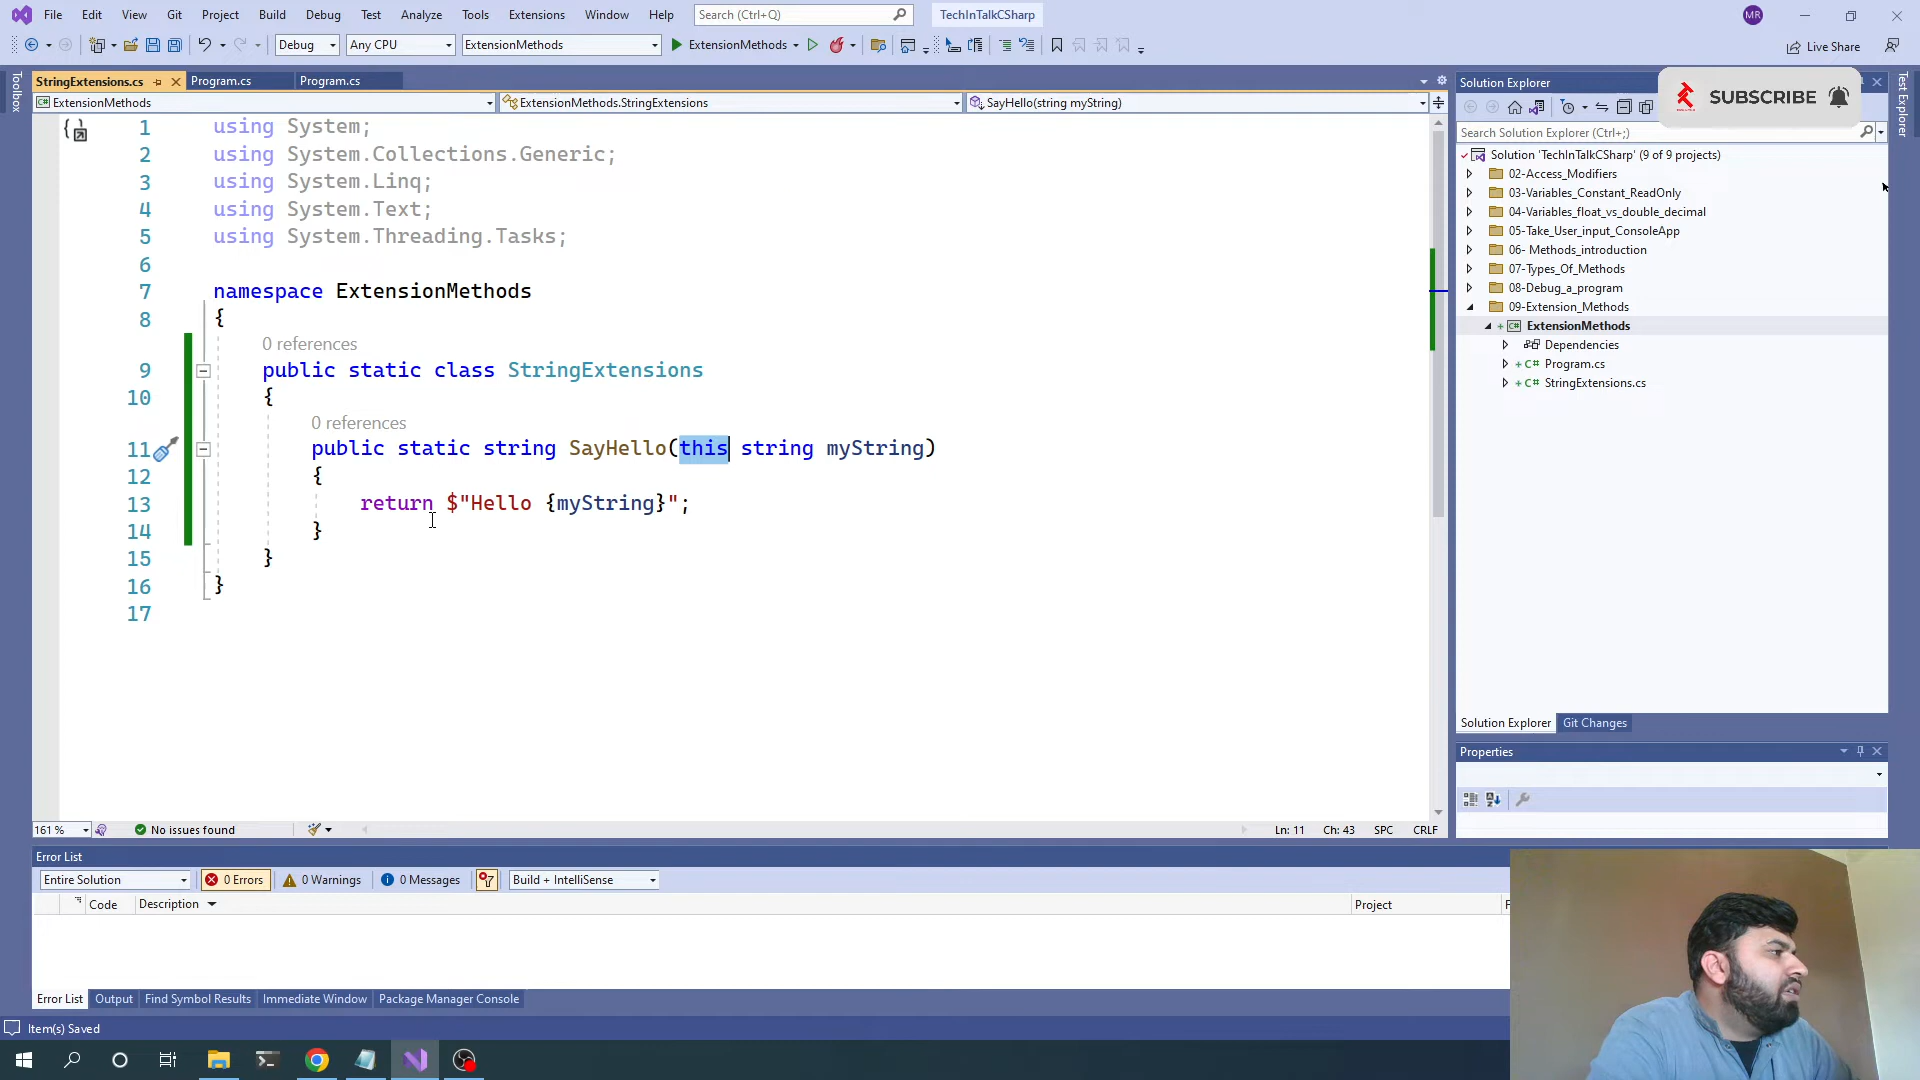 File Edit View Git Project Build Debug Test Analyze Tools Extensions Window Help Search (Ctrl+Q) TechInTalkCSharp MR
Debug Any CPU ExtensionMethods ExtensionMethods Live Share
StringExtensions.cs Program.cs Program.cs
ExtensionMethods ExtensionMethods.StringExtensions SayHello(string myString)
Toolbox
1 using System;
2 using System.Collections.Generic;
3 using System.Linq;
4 using System.Text;
5 using System.Threading.Tasks;
6
7 namespace ExtensionMethods
8 {
0 references
9 public static class StringExtensions
10 {
0 references
11 public static string SayHello(this string myString)
12 {
13 return $"Hello {myString}";
14 }
15 }
16 }
17
161 % No issues found Ln: 11 Ch: 43 SPC CRLF
Solution Explorer
SUBSCRIBE
Test Explorer
Search Solution Explorer (Ctrl+;)
Solution 'TechInTalkCSharp' (9 of 9 projects)
02-Access_Modifiers
03-Variables_Constant_ReadOnly
04-Variables_float_vs_double_decimal
05-Take_User_input_ConsoleApp
06- Methods_introduction
07-Types_Of_Methods
08-Debug_a_program
09-Extension_Methods
ExtensionMethods
Dependencies
C# Program.cs
C# StringExtensions.cs
Solution Explorer Git Changes
Properties
Error List
Entire Solution 0 Errors 0 Warnings 0 Messages Build + IntelliSense
Code Description Project F
Error List Output Find Symbol Results Immediate Window Package Manager Console
Item(s) Saved